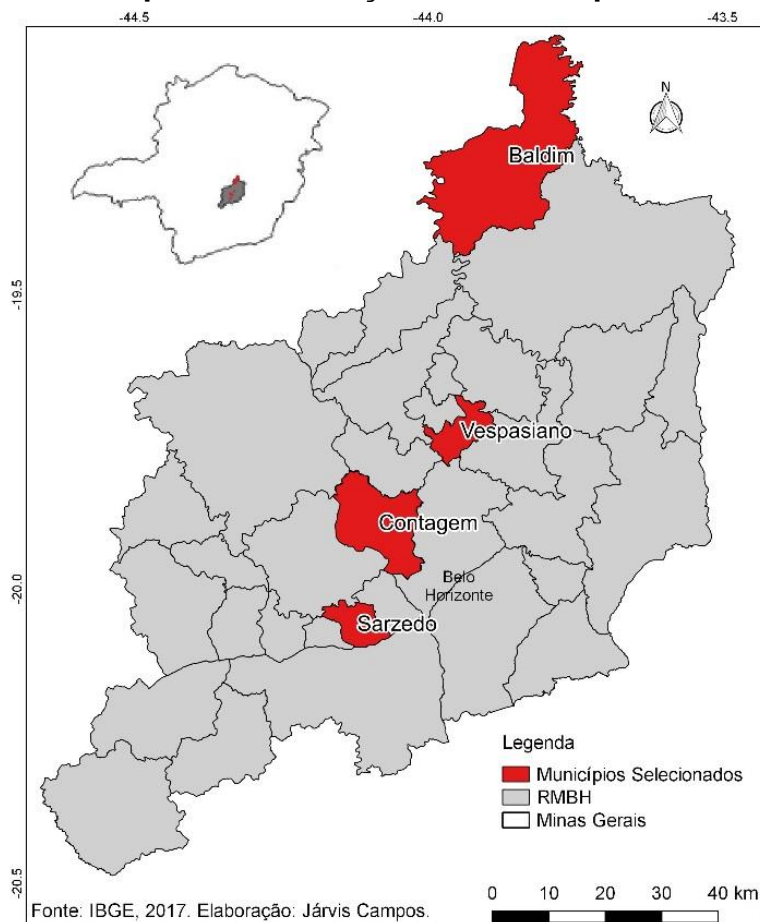 -44.5 -44.0 -43.5
N
Baldim
-19.5
Vespasiano
Contagem
-20.0
Belo
Horizonte
Sarzedo
Legenda
Municípios Selecionados
RMBH
Minas Gerais
-20.5
0 10 20 30 40 km
Fonte: IBGE, 2017. Elaboração: Járvis Campos.